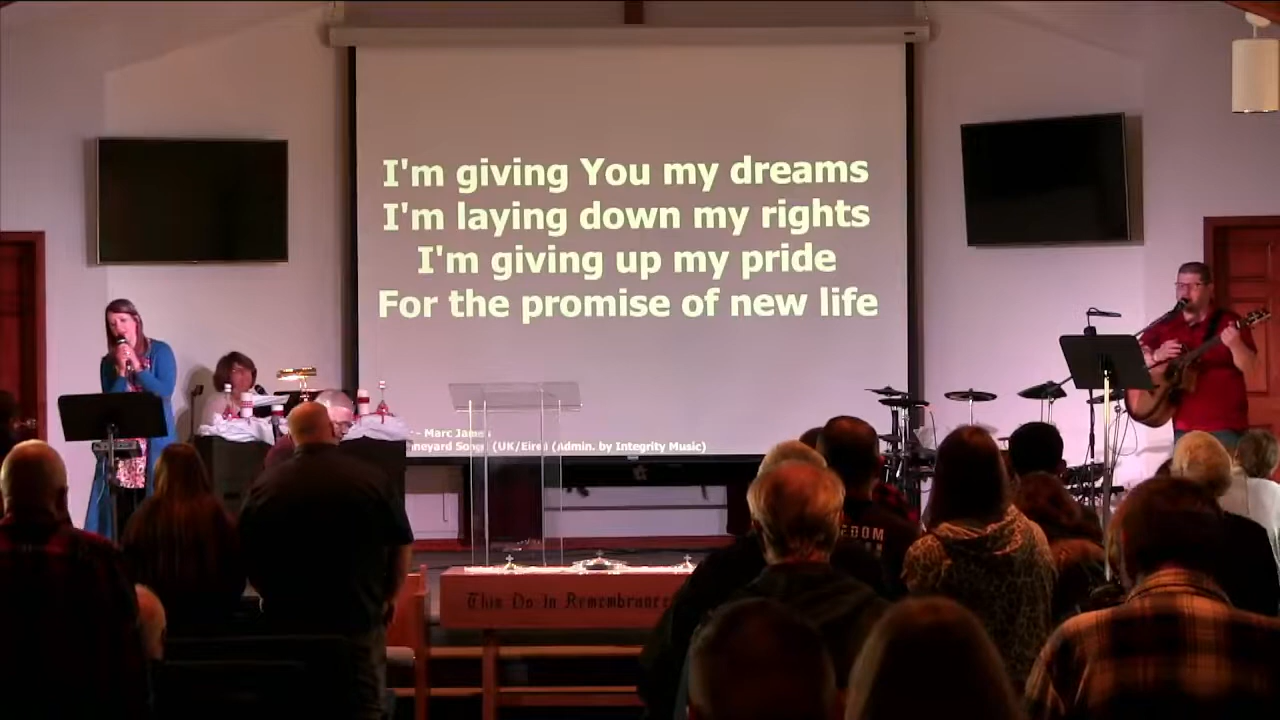 I'm giving You my dreams
I'm laying down my rights
I'm giving up my pride
For the promise of new life
- Marc
(UK/Eire) (Admin. by Integrity Music)
EDOM
This Do In Remembrance